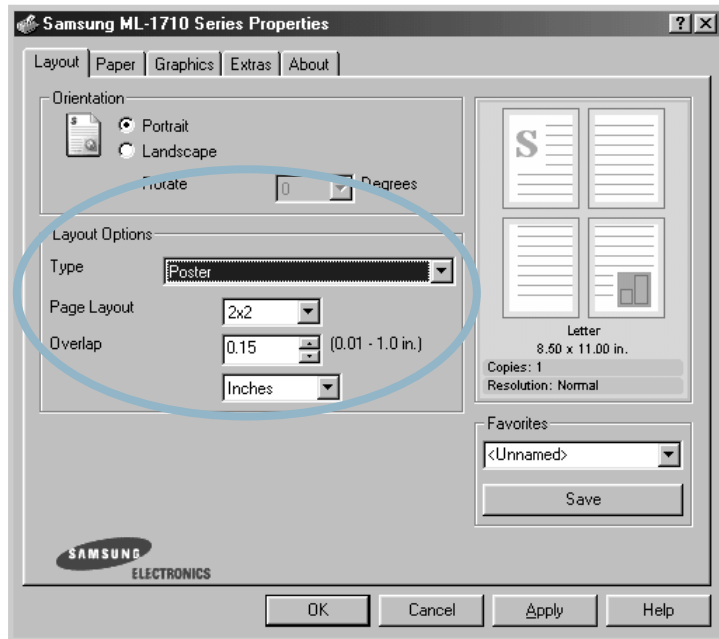 Samsung ML-1710 Series Properties
Layout Paper Graphics Extras About
Orientation
Portrait
Landscape
Rotate 0 Degrees
Layout Options
Type Poster
Page Layout 2x2
Overlap 0.15 (0.01 - 1.0 in.)
Inches
S
S
Letter
8.50 x 11.00 in.
Copies: 1
Resolution: Normal
Favorites
<Unnamed>
Save
SAMSUNG
ELECTRONICS
OK Cancel Apply Help